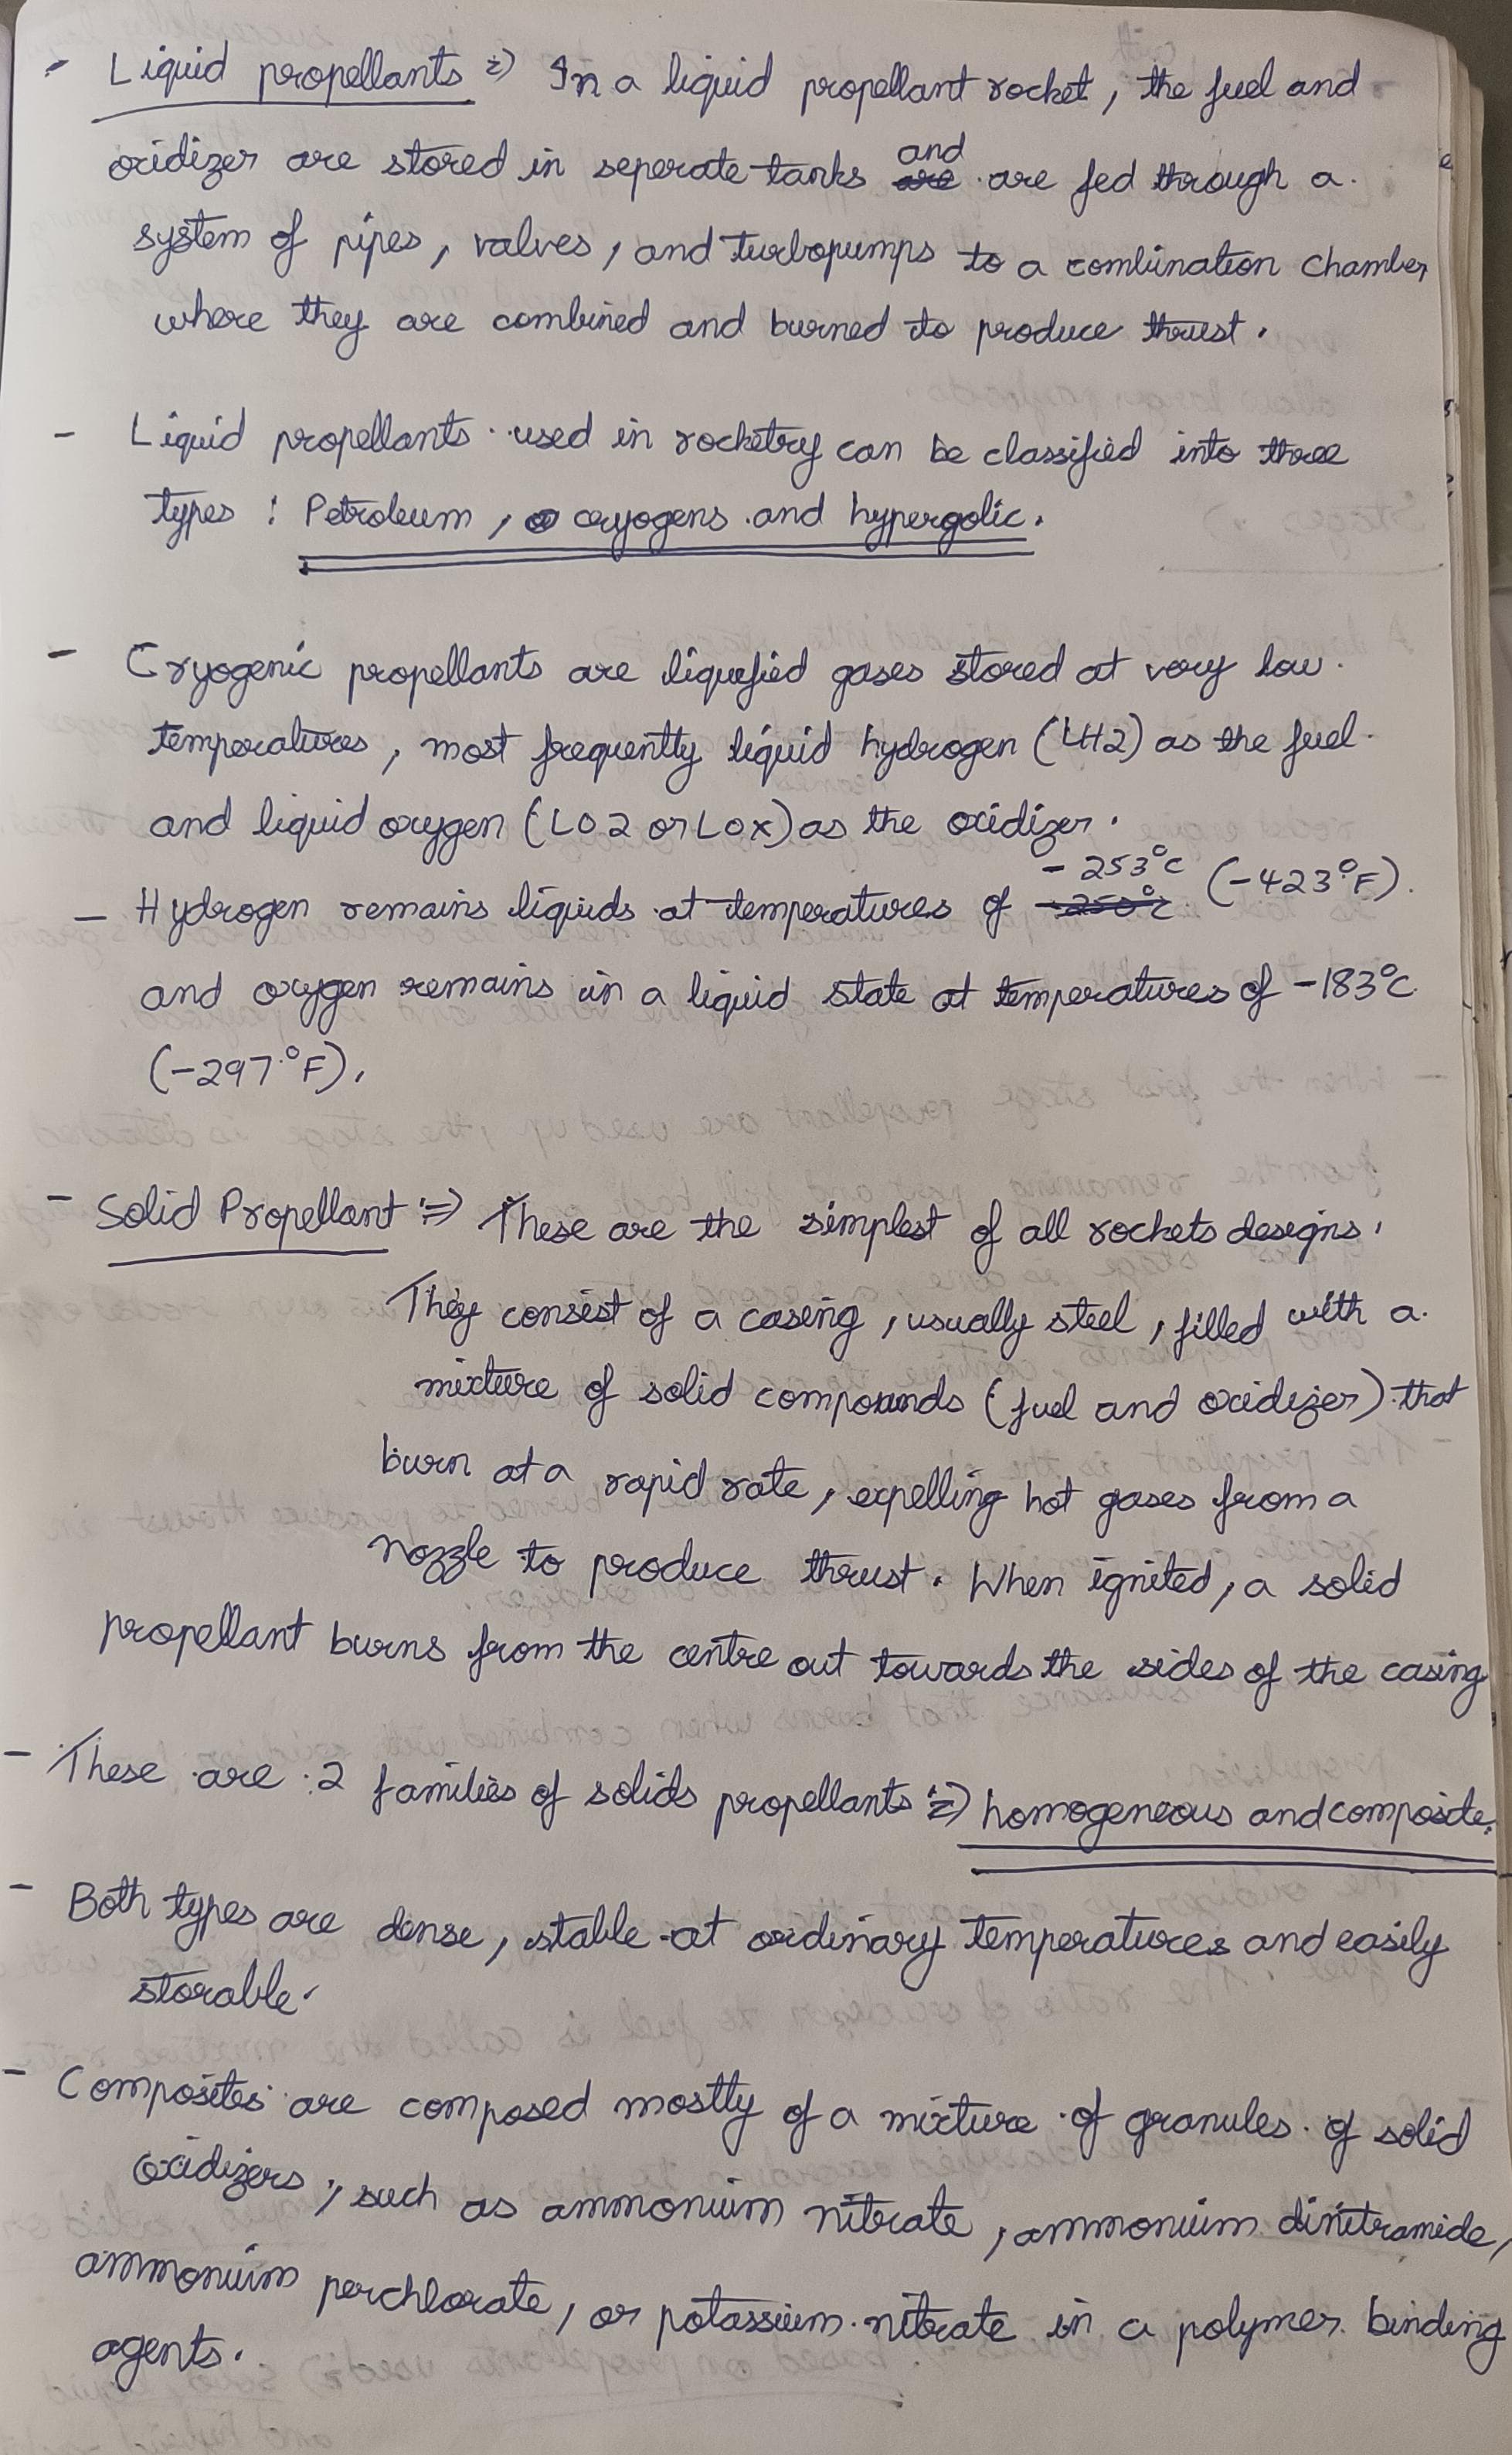 - Liquid propellants => In a liquid propellant rocket, the fuel and
oxidizer are stored in seperate tanks and are fed through a
system of pipes, valves, and turbopumps to a combination chamber
where they are combined and burned to produce thrust.
- Liquid propellants used in rocketry can be classified into three
types : Petroleum, cryogens and hypergolic.
- Cryogenic propellants are liquefied gases stored at very low
temperatures, most frequently liquid hydrogen (LH2) as the fuel
and liquid oxygen (LO2 or LOX) as the oxidizer.
- Hydrogen remains liquids at temperatures of -253°C (-423°F).
and oxygen remains in a liquid state at temperatures of -183°C
(-297°F).
- Solid Propellant :=> These are the simplest of all rockets designs.
They consist of a casing, usually steel, filled with a
mixture of solid compounds (fuel and oxidizer) that
burn at a rapid rate, expelling hot gases from a
nozzle to produce thrust. When ignited, a solid
propellant burns from the centre out towards the sides of the casing
- These are 2 families of solids propellants :=> homogeneous and composite.
- Both types are dense, stable at ordinary temperatures and easily
storable.
- Composites are composed mostly of a mixture of granules of solid
oxidizers, such as ammonium nitrate, ammonium dinitramide,
ammonium perchlorate, or potassium nitrate in a polymer binding
agents.